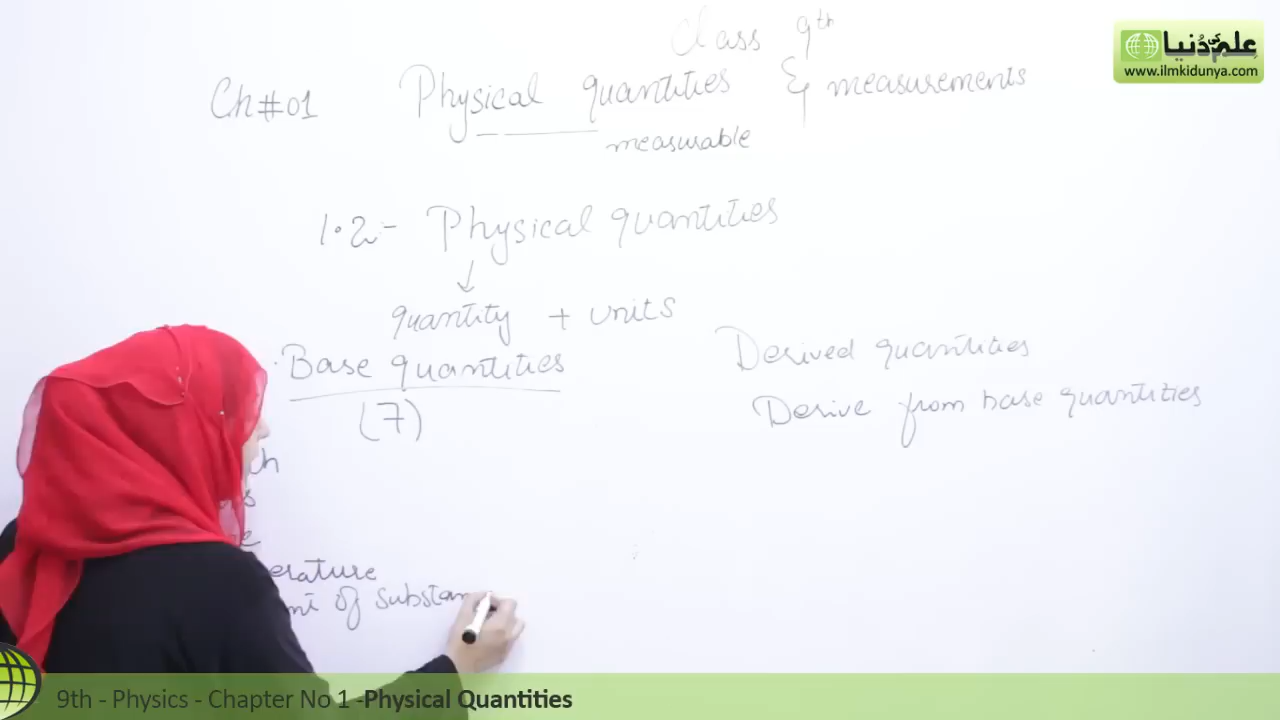 Class 9th
علم کی دنیا
www.ilmkidunya.com
Ch#01 Physical quantities & measurements
measurable
1.2- Physical quantities
↓
quantity + units
Base quantities
Derived quantities
(7)
Derive from base quantities
erature
of substan
9th - Physics - Chapter No 1 -Physical Quantities